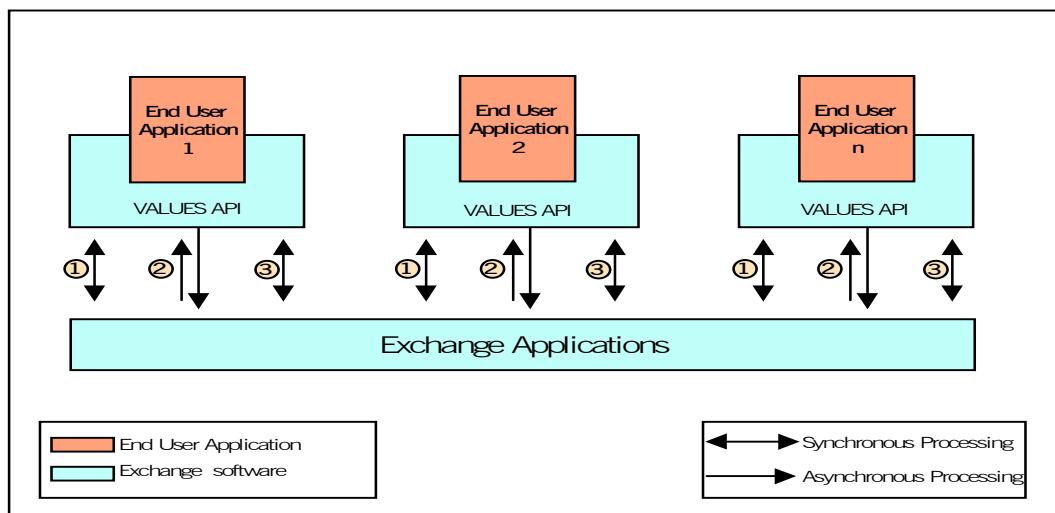 End User
Application
1
VALUES API
End User
Application
2
VALUES API
End User
Application
n
VALUES API
1 2 3
1 2 3
1 2 3
Exchange Applications
End User Application
Exchange software
Synchronous Processing
Asynchronous Processing